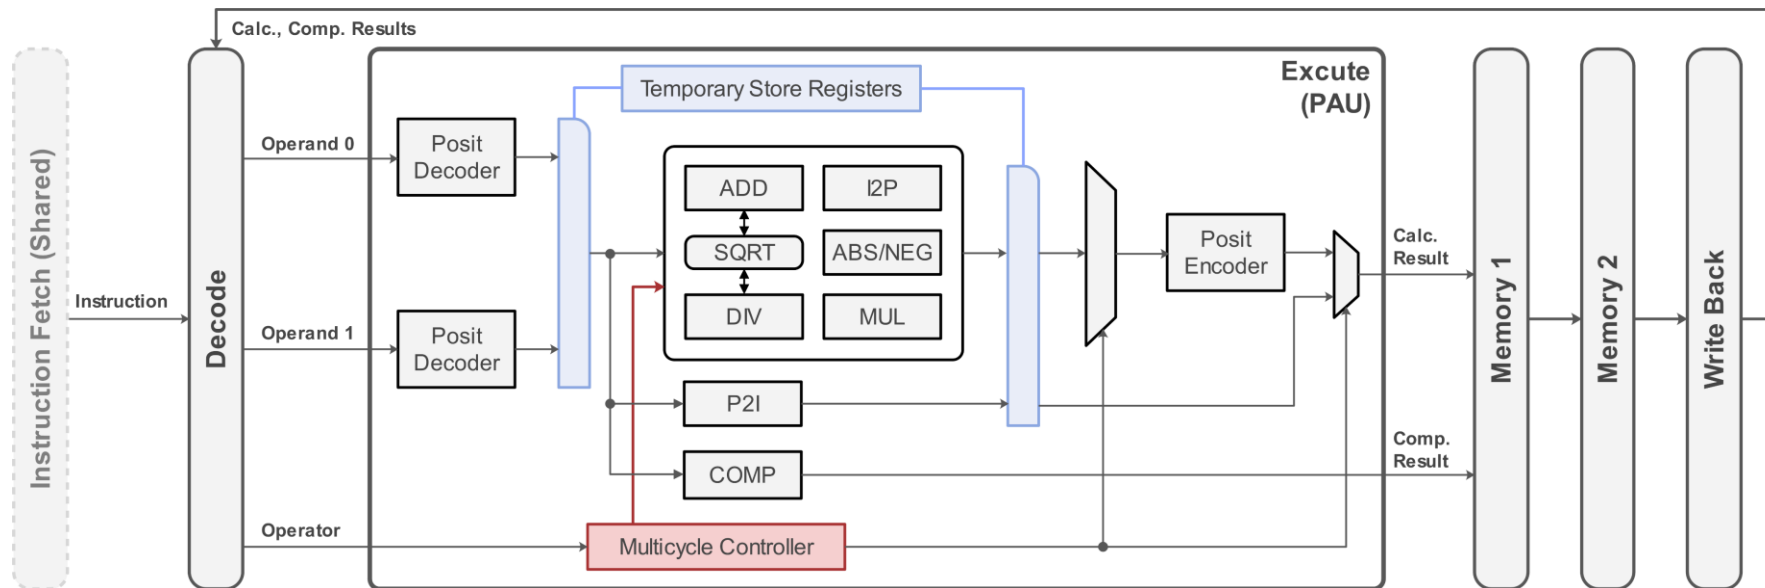 Calc., Comp. Results
Instruction Fetch (Shared)
Instruction
Decode
Operand 0
Operand 1
Operator
Excute
(PAU)
Temporary Store Registers
Posit
Decoder
Posit
Decoder
ADD
I2P
SQRT
ABS/NEG
DIV
MUL
P2I
COMP
Multicycle Controller
Posit
Encoder
Calc.
Result
Comp.
Result
Memory 1
Memory 2
Write Back